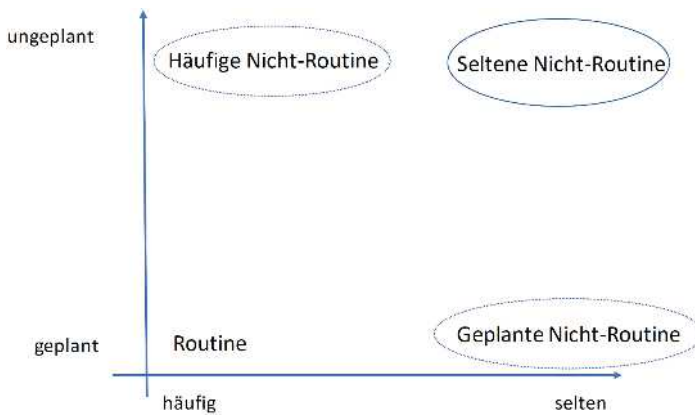 ungeplant
Häufige Nicht-Routine
Seltene Nicht-Routine
geplant
Routine
Geplante Nicht-Routine
häufig
selten